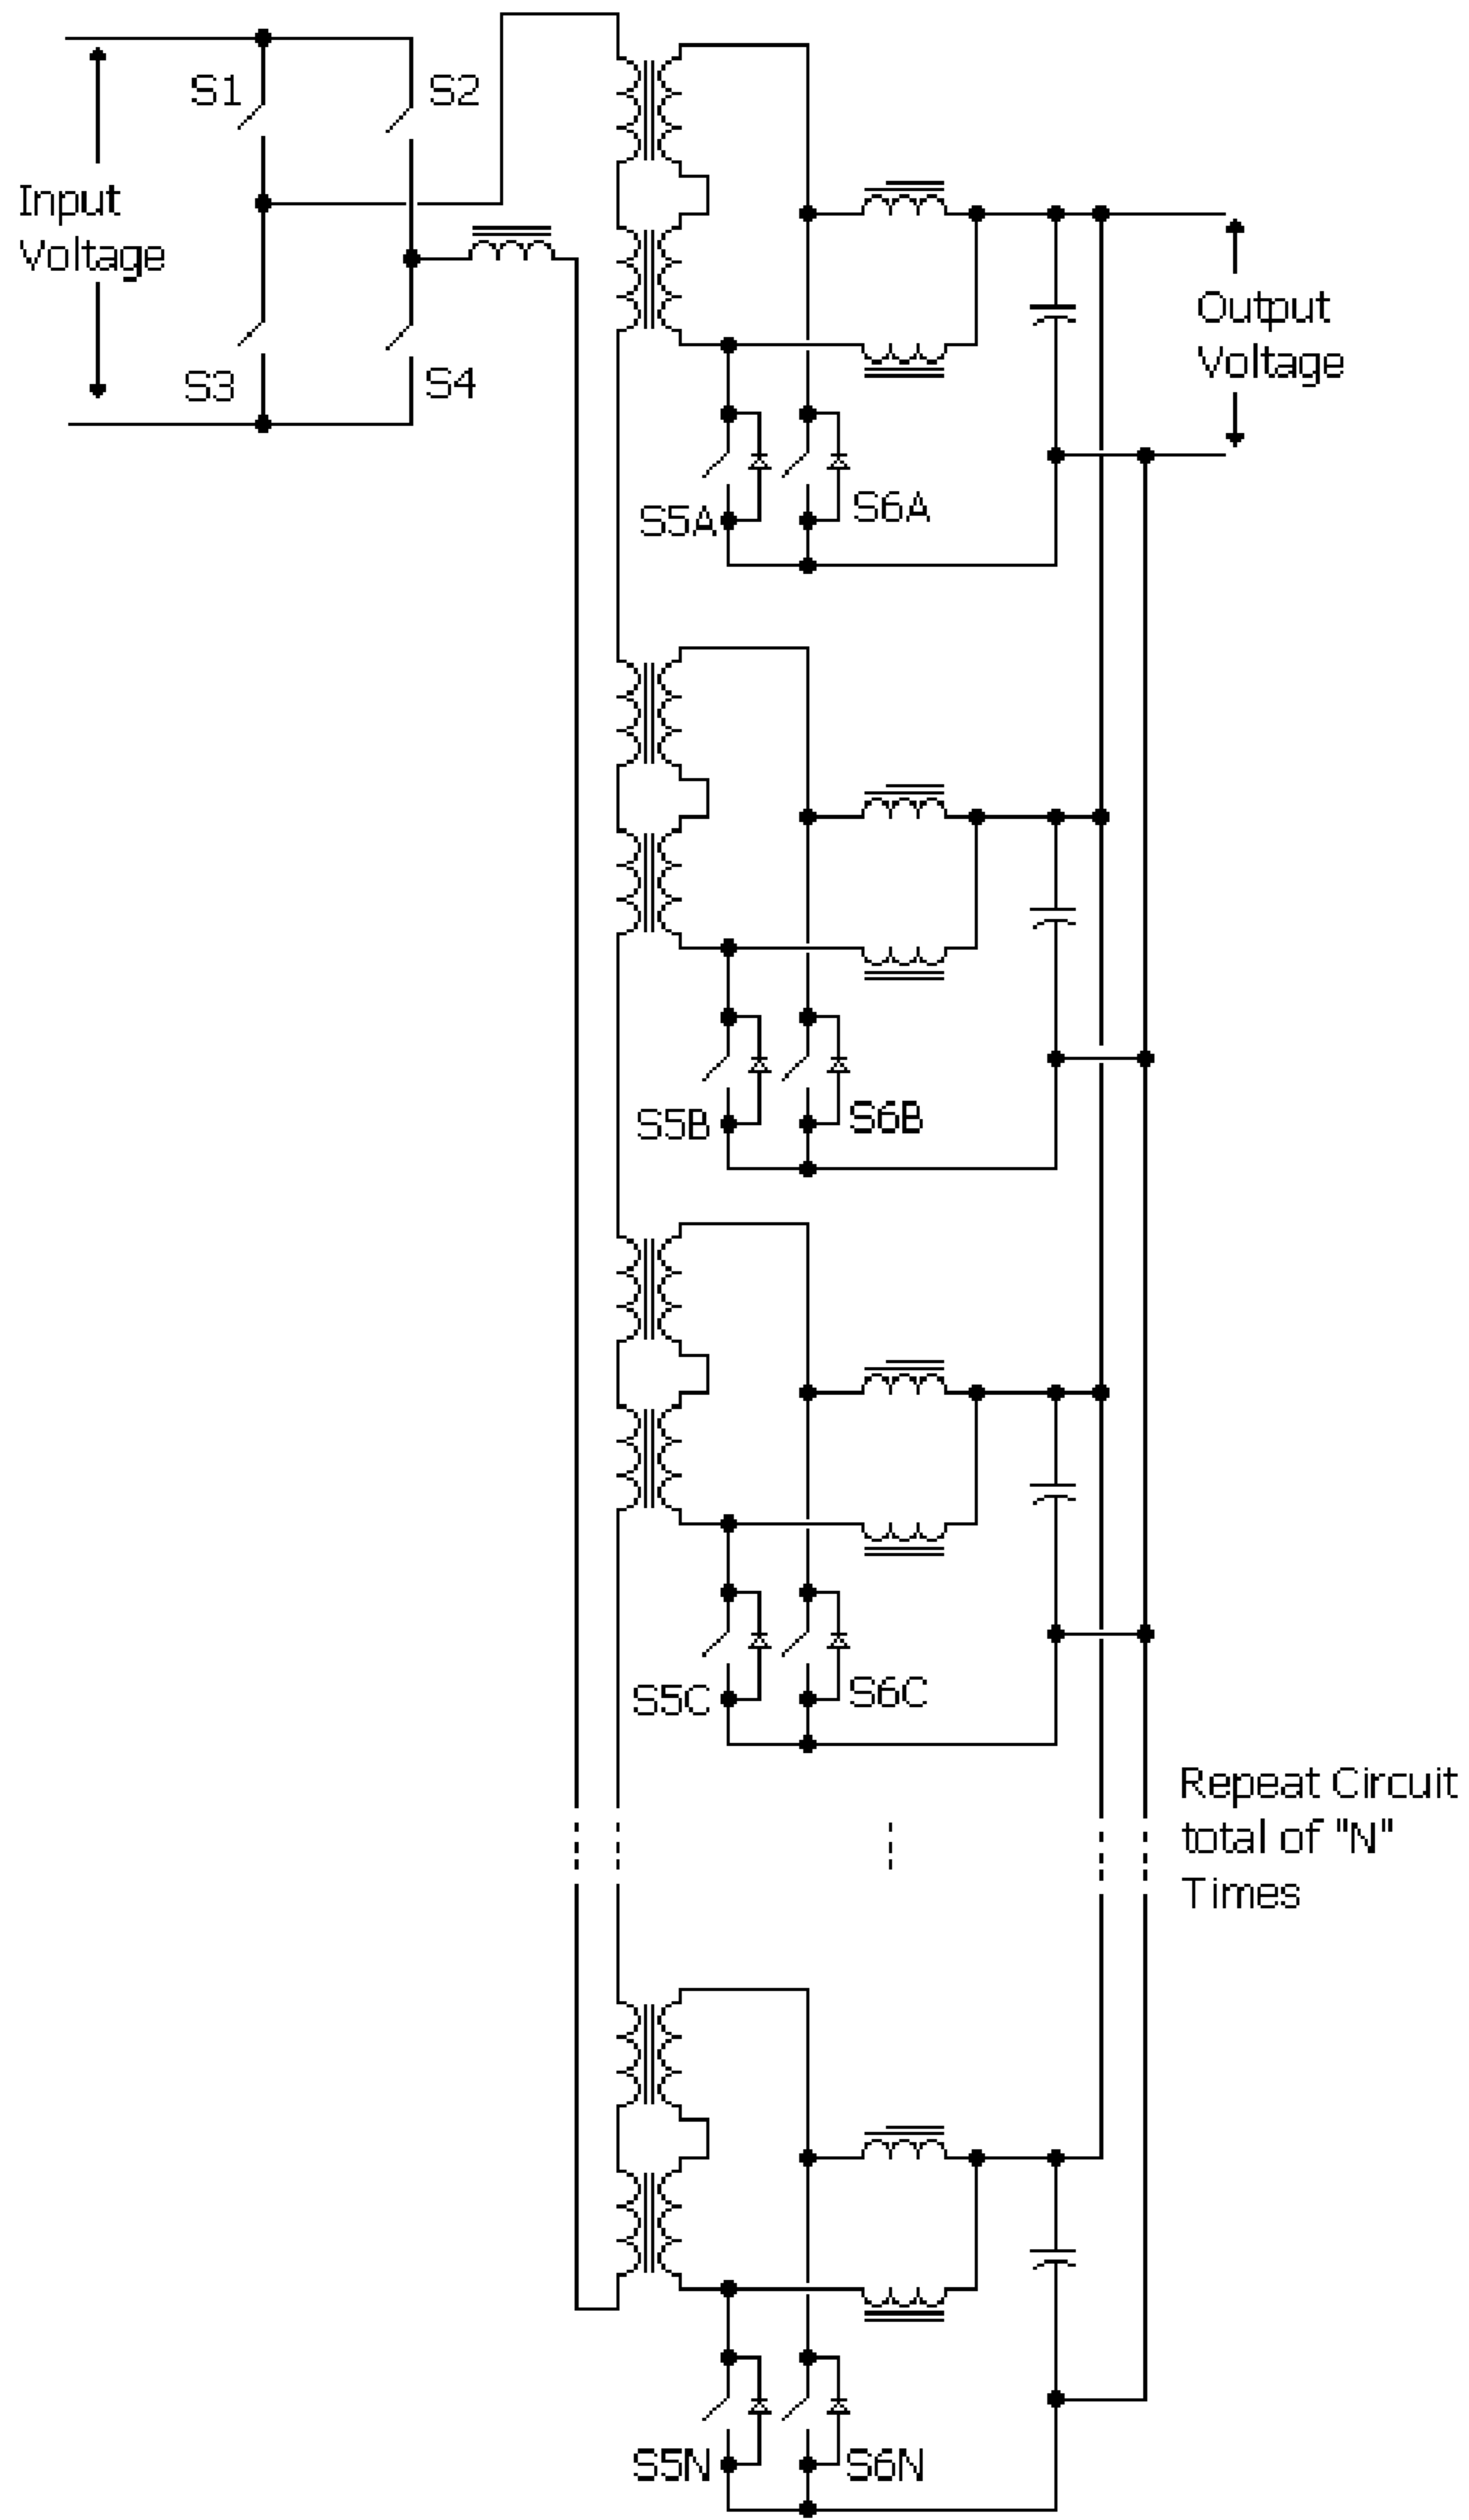 S1
S2
Input
Voltage
S3
S4
Output
Voltage
S5A
S6A
S5B
S6B
S5C
S6C
Repeat Circuit
total of "N"
Times
S5N
S6N